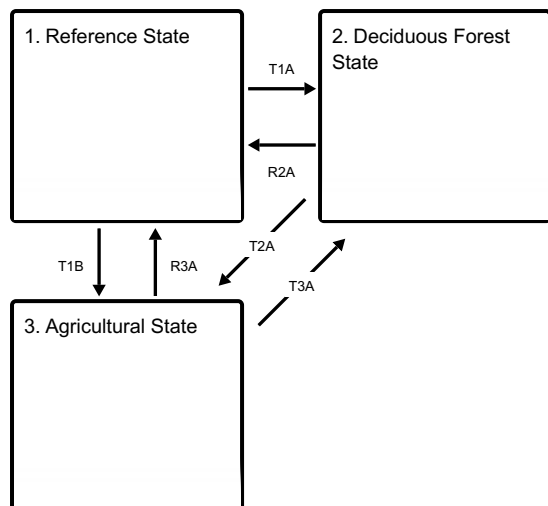 1. Reference State
2. Deciduous Forest
State
T1A
R2A
T1B
R3A
T2A
T3A
3. Agricultural State